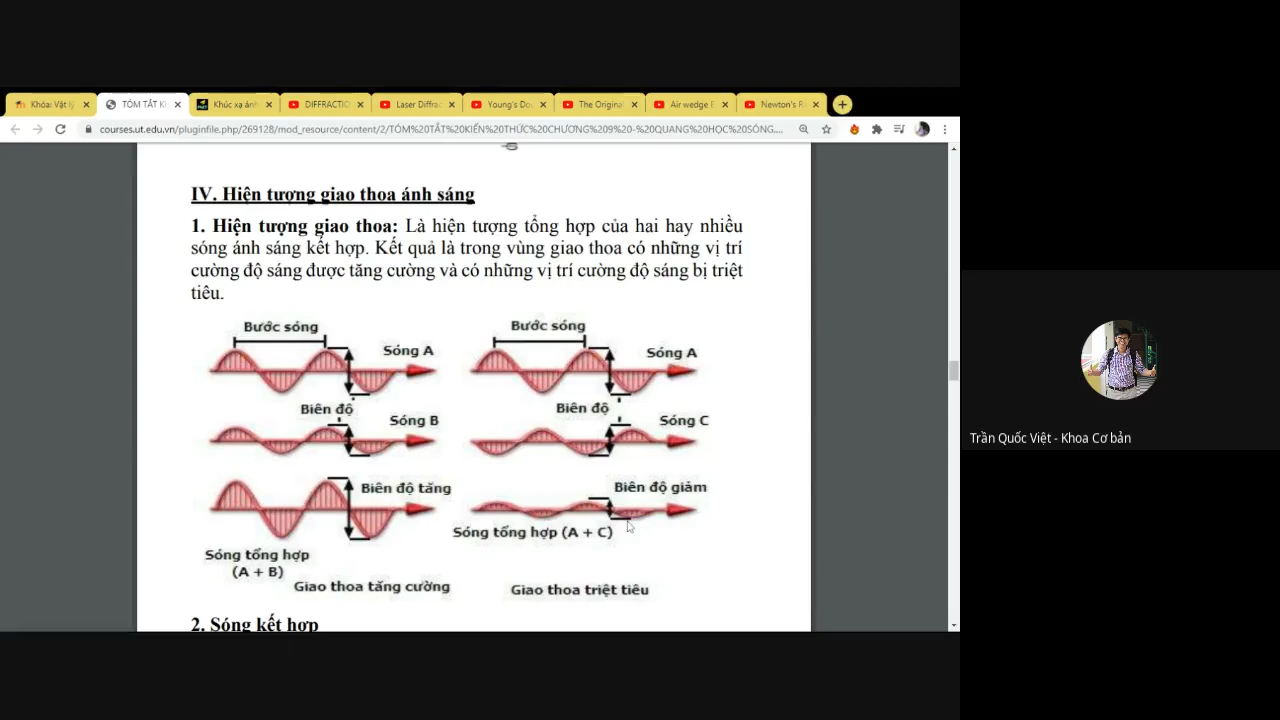 Khóa: Vật lý
TÓM TẮT KI
Khúc xạ ánh
DIFFRACTIO
Laser Diffrac
Young's Do
The Original
Air wedge E
Newton's R
courses.ut.edu.vn/pluginfile.php/269128/mod_resource/content/2/TÓM%20TẮT%20KIẾN%20THỨC%20CHƯƠNG%209%20-%20QUANG%20HỌC%20SÓNG....
IV. Hiện tượng giao thoa ánh sáng
1. Hiện tượng giao thoa: Là hiện tượng tổng hợp của hai hay nhiều
sóng ánh sáng kết hợp. Kết quả là trong vùng giao thoa có những vị trí
cường độ sáng được tăng cường và có những vị trí cường độ sáng bị triệt
tiêu.
Bước sóng
Sóng A
Biên độ
Sóng B
Biên độ tăng
Sóng tổng hợp
(A + B)
Giao thoa tăng cường
Bước sóng
Sóng A
Biên độ
Sóng C
Biên độ giảm
Sóng tổng hợp (A + C)
Giao thoa triệt tiêu
2. Sóng kết hợp
Trần Quốc Việt - Khoa Cơ bản